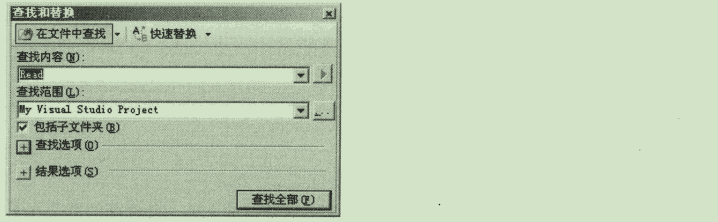 查找和替换
在文件中查找 快速替换
查找内容(N):
Read
查找范围(L):
My Visual Studio Project
...
包括子文件夹(B)
查找选项(O)
结果选项(S)
查找全部(F)